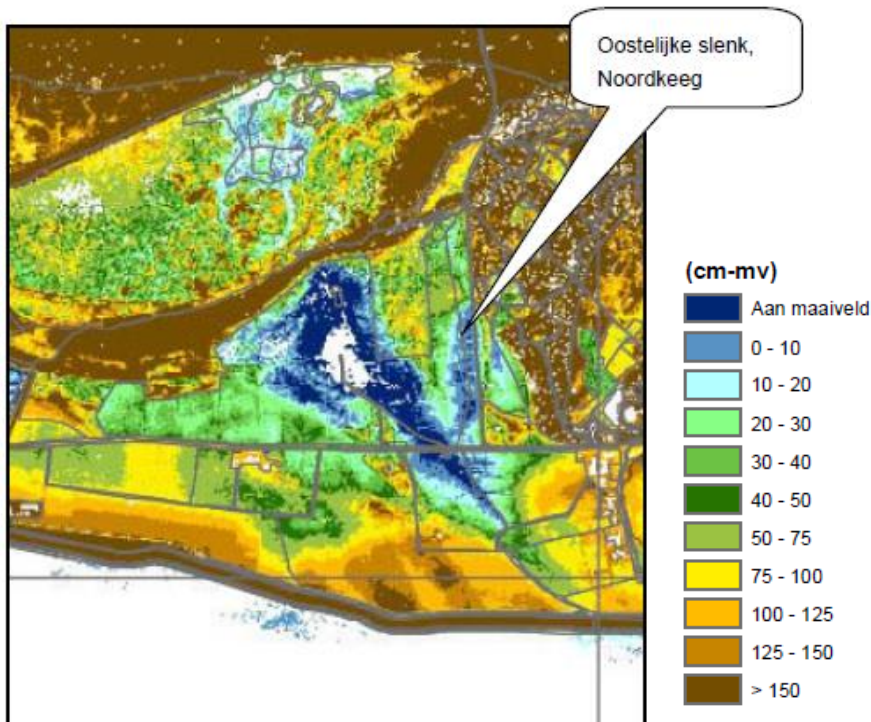 Oostelijke slenk,
Noordkeeg
(cm-mv)
Aan maaiveld
0 - 10
10 - 20
20 - 30
30 - 40
40 - 50
50 - 75
75 - 100
100 - 125
125 - 150
> 150